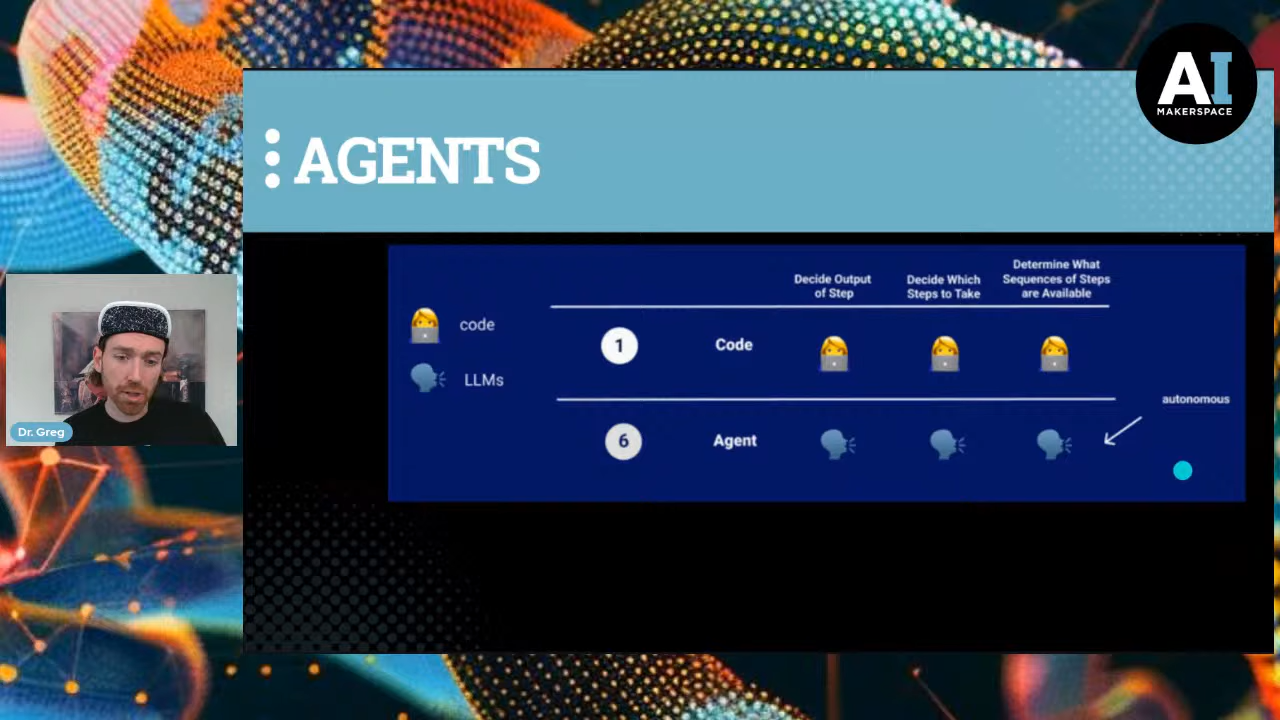 AI
MAKERSPACE
AGENTS
Decide Output
of Step
Decide Which
Steps to Take
Determine What
Sequences of Steps
are Available
code
LLMs
1
Code
autonomous
6
Agent
Dr. Greg